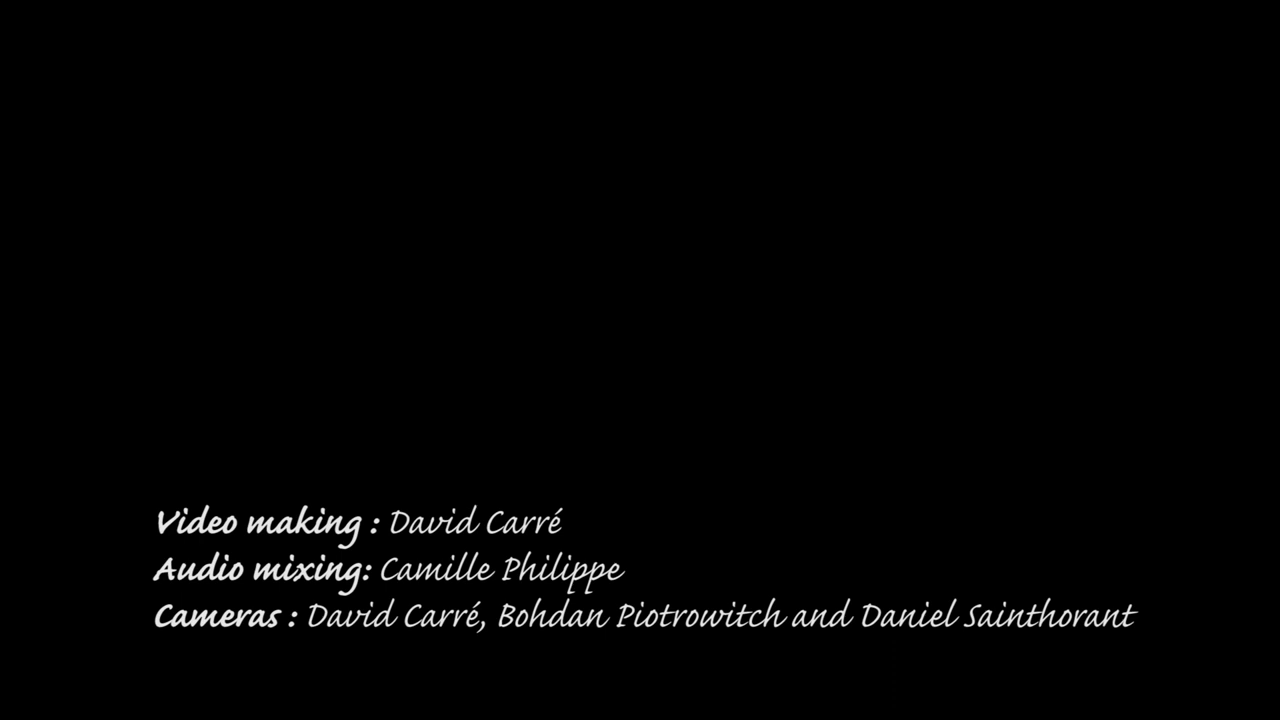 Video making : David Carré
Audio mixing: Camille Philippe
Cameras : David Carré, Bohdan Piotrowitch and Daniel Sainthorant